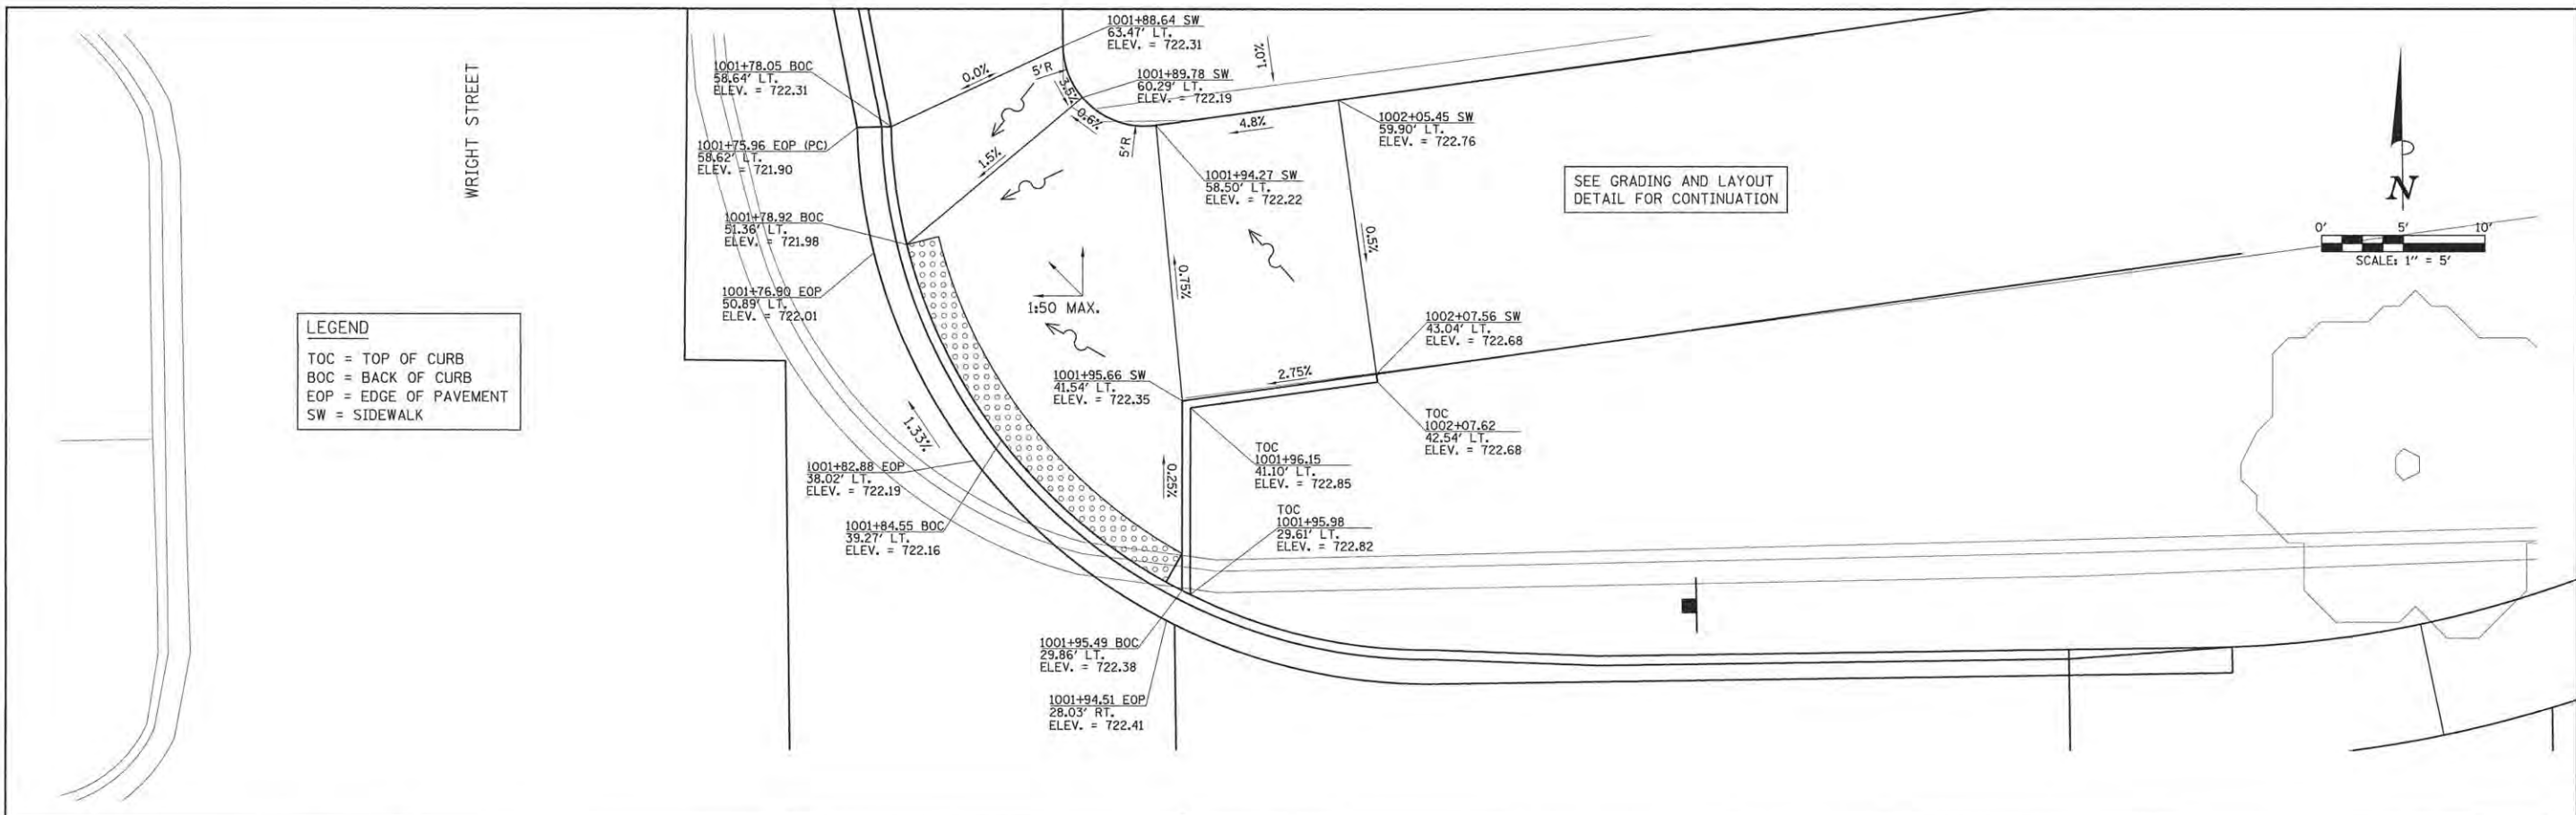 WRIGHT STREET
LEGEND
TOC = TOP OF CURB
BOC = BACK OF CURB
EOP = EDGE OF PAVEMENT
SW = SIDEWALK
1001+78.05 BOC
58.64' LT.
ELEV. = 722.31
1001+75.96 EOP (PC)
58.62' LT.
ELEV. = 721.90
1001+78.92 BOC
51.36' LT.
ELEV. = 721.98
1001+76.90 EOP
50.89' LT.
ELEV. = 722.01
1.33%
1001+82.88 EOP
38.02' LT.
ELEV. = 722.19
1001+84.55 BOC
39.27' LT.
ELEV. = 722.16
1001+95.49 BOC
29.86' LT.
ELEV. = 722.38
1001+94.51 EOP
28.03' RT.
ELEV. = 722.41
1001+88.64 SW
63.47' LT.
ELEV. = 722.31
0.0%
5'R
3.5%
0.6%
1.5%
1001+89.78 SW
60.29' LT.
ELEV. = 722.19
5'R
1.0%
4.8%
1001+94.27 SW
58.50' LT.
ELEV. = 722.22
1002+05.45 SW
59.90' LT.
ELEV. = 722.76
0.75%
0.5%
1:50 MAX.
1001+95.66 SW
41.54' LT.
ELEV. = 722.35
2.75%
0.25%
1002+07.56 SW
43.04' LT.
ELEV. = 722.68
TOC
1002+07.62
42.54' LT.
ELEV. = 722.68
TOC
1001+96.15
41.10' LT.
ELEV. = 722.85
TOC
1001+95.98
29.61' LT.
ELEV. = 722.82
SEE GRADING AND LAYOUT
DETAIL FOR CONTINUATION
N
0' 5' 10'
SCALE: 1" = 5'